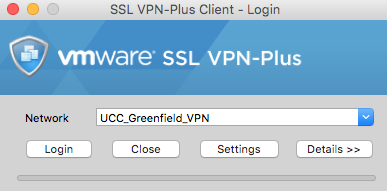 SSL VPN-Plus Client - Login
vmware SSL VPN-Plus
Network UCC_Greenfield_VPN
Login Close Settings Details >>